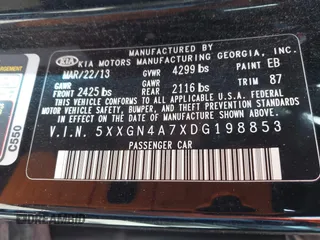 MANUFACTURED BY
KIA KIA MOTORS MANUFACTURING GEORGIA, INC.
MAR/22/13 GVWR 4299 lbs PAINT EB
GAWR FRONT 2425 lbs GAWR REAR 2116 lbs TRIM 87
THIS VEHICLE CONFORMS TO ALL APPLICABLE FEDERAL MOTOR
VEHICLE SAFETY, BUMPER, AND THEFT PREVENTION STANDARDS
IN EFFECT ON THE DATE OF MANUFACTURE SHOWN ABOVE.
V.I.N. 5XXGN4A7XDG198853
PASSENGER CAR
C550